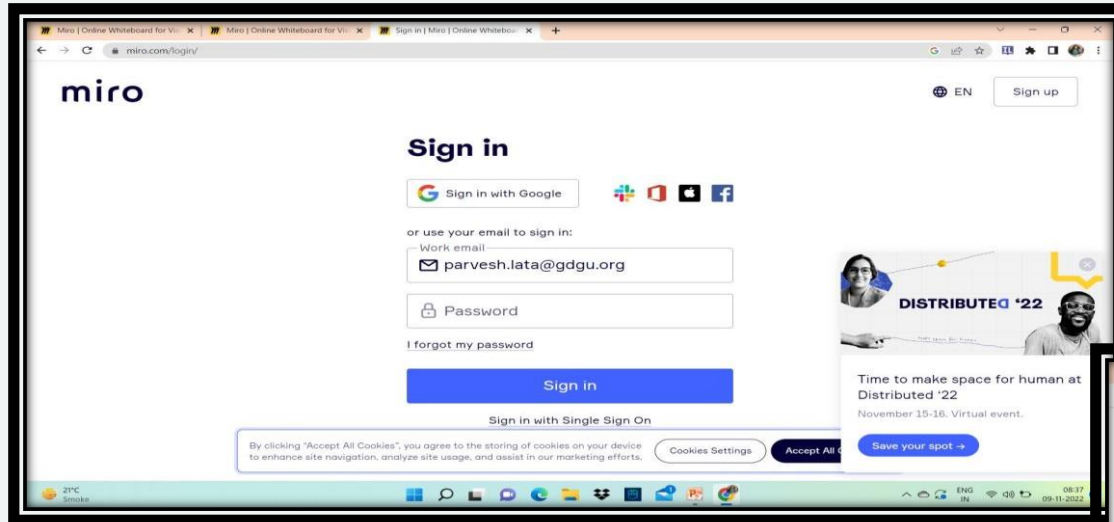 Miro | Online Whiteboard for Vis
Miro | Online Whiteboard for Vis
Sign in | Miro | Online Whiteboar
miro.com/login/
miro
EN
Sign up
Sign in
Sign in with Google
or use your email to sign in:
Work email
parvesh.lata@gdgu.org
Password
I forgot my password
Sign in
Sign in with Single Sign On
By clicking "Accept All Cookies", you agree to the storing of cookies on your device
to enhance site navigation, analyze site usage, and assist in our marketing efforts.
Cookies Settings
Accept All
DISTRIBUTED '22
Time to make space for human at
Distributed '22
November 15-16. Virtual event.
Save your spot →
21°C
Smoke
ENG
IN
08:37
09-11-2022